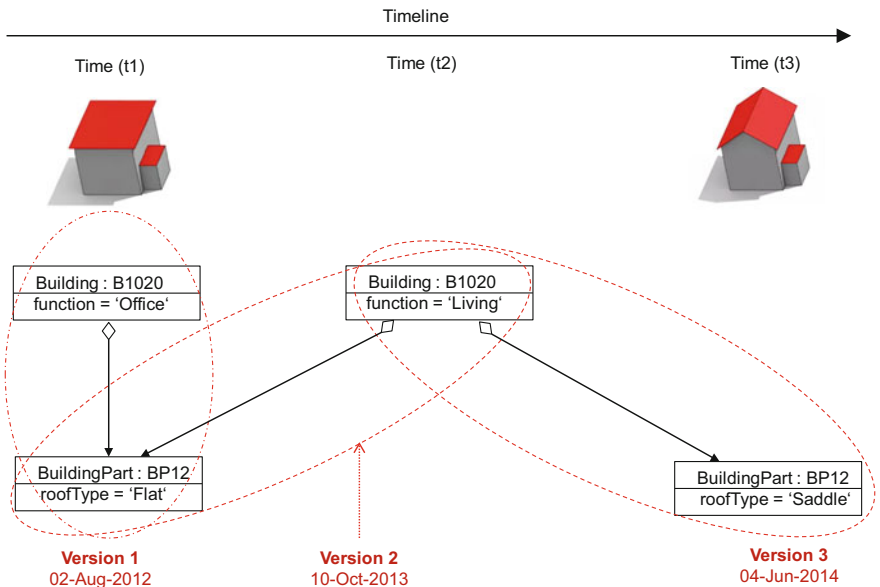 Timeline
Time (t1)
Time (t2)
Time (t3)
Building : B1020
function = ‘Office‘
Building : B1020
function = ‘Living‘
BuildingPart : BP12
roofType = ‘Flat‘
BuildingPart : BP12
roofType = ‘Saddle‘
Version 1
02-Aug-2012
Version 2
10-Oct-2013
Version 3
04-Jun-2014